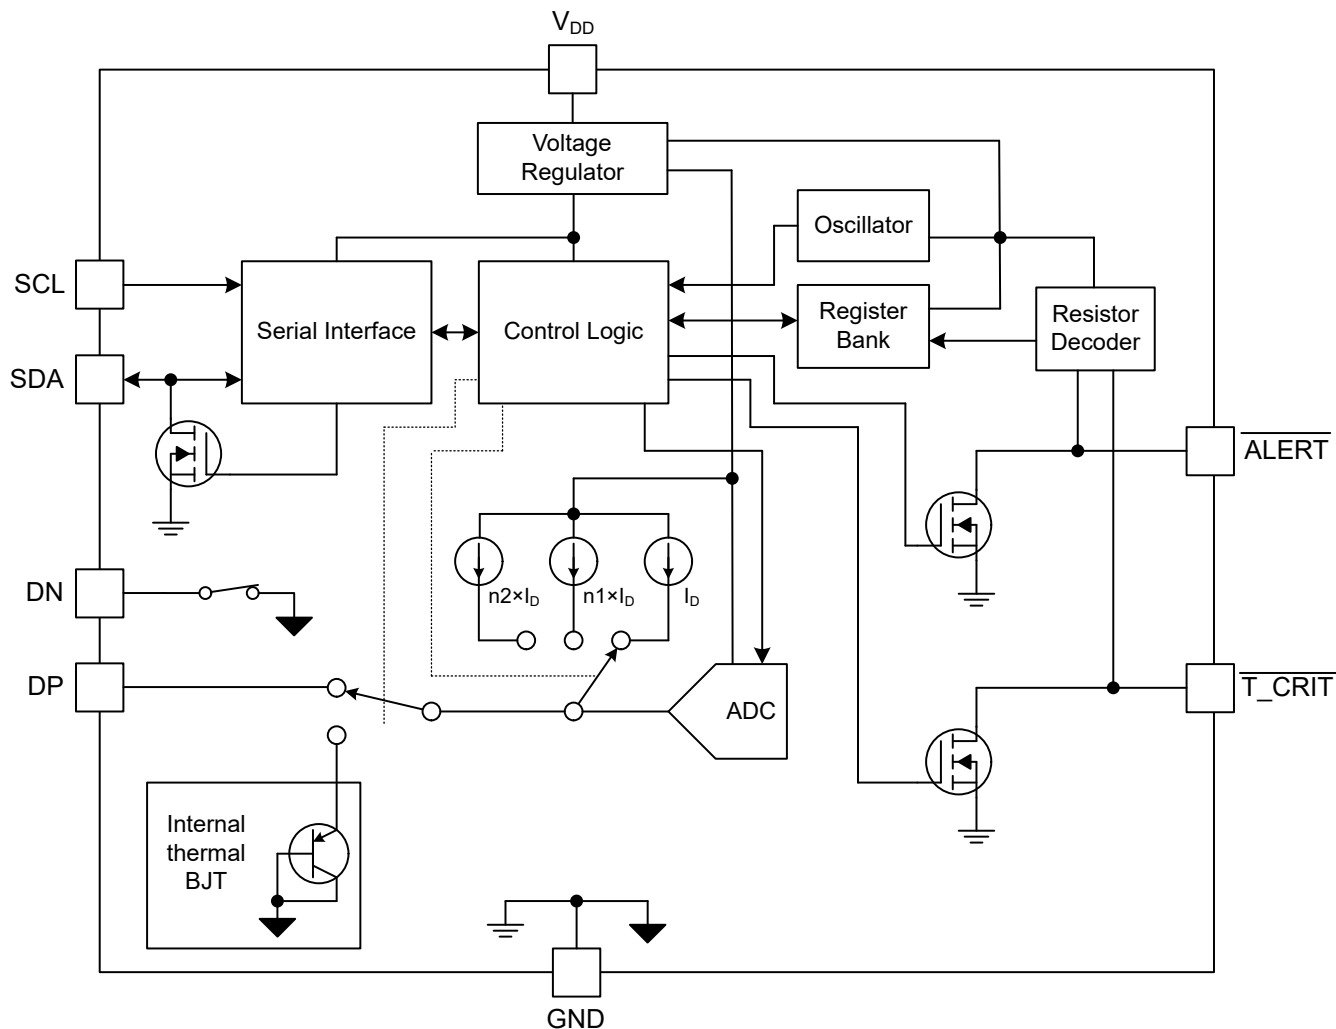 VDD
Voltage
Regulator
Oscillator
SCL
Serial Interface
Control Logic
Register
Bank
Resistor
Decoder
SDA
ALERT
n2×ID
n1×ID
ID
DN
DP
ADC
T_CRIT
Internal
thermal
BJT
GND